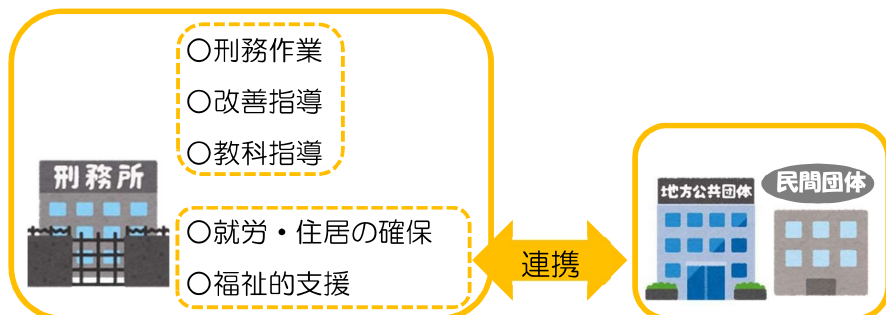 〇刑務作業
〇改善指導
〇教科指導
刑務所
〇就労・住居の確保
〇福祉的支援
連携
地方公共団体
民間団体